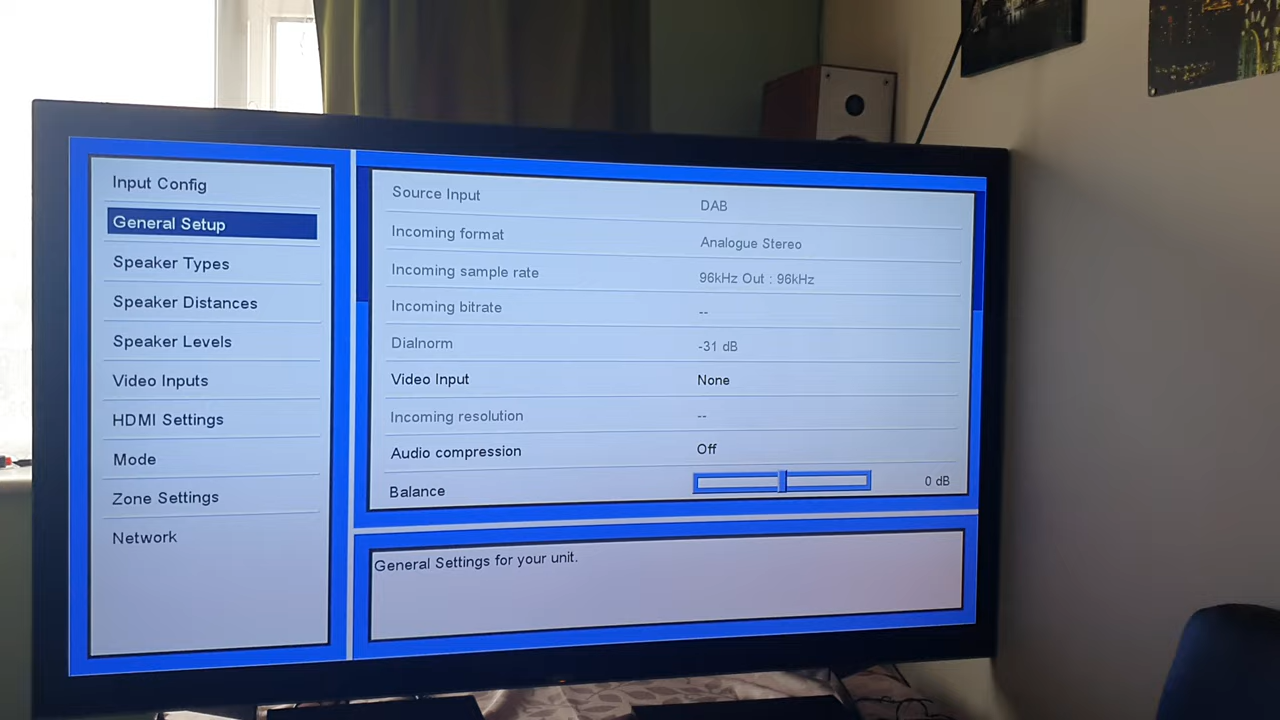 Input Config
General Setup
Speaker Types
Speaker Distances
Speaker Levels
Video Inputs
HDMI Settings
Mode
Zone Settings
Network
Source Input DAB
Incoming format Analogue Stereo
Incoming sample rate 96kHz Out : 96kHz
Incoming bitrate --
Dialnorm -31 dB
Video Input None
Incoming resolution --
Audio compression Off
Balance 0 dB
General Settings for your unit.